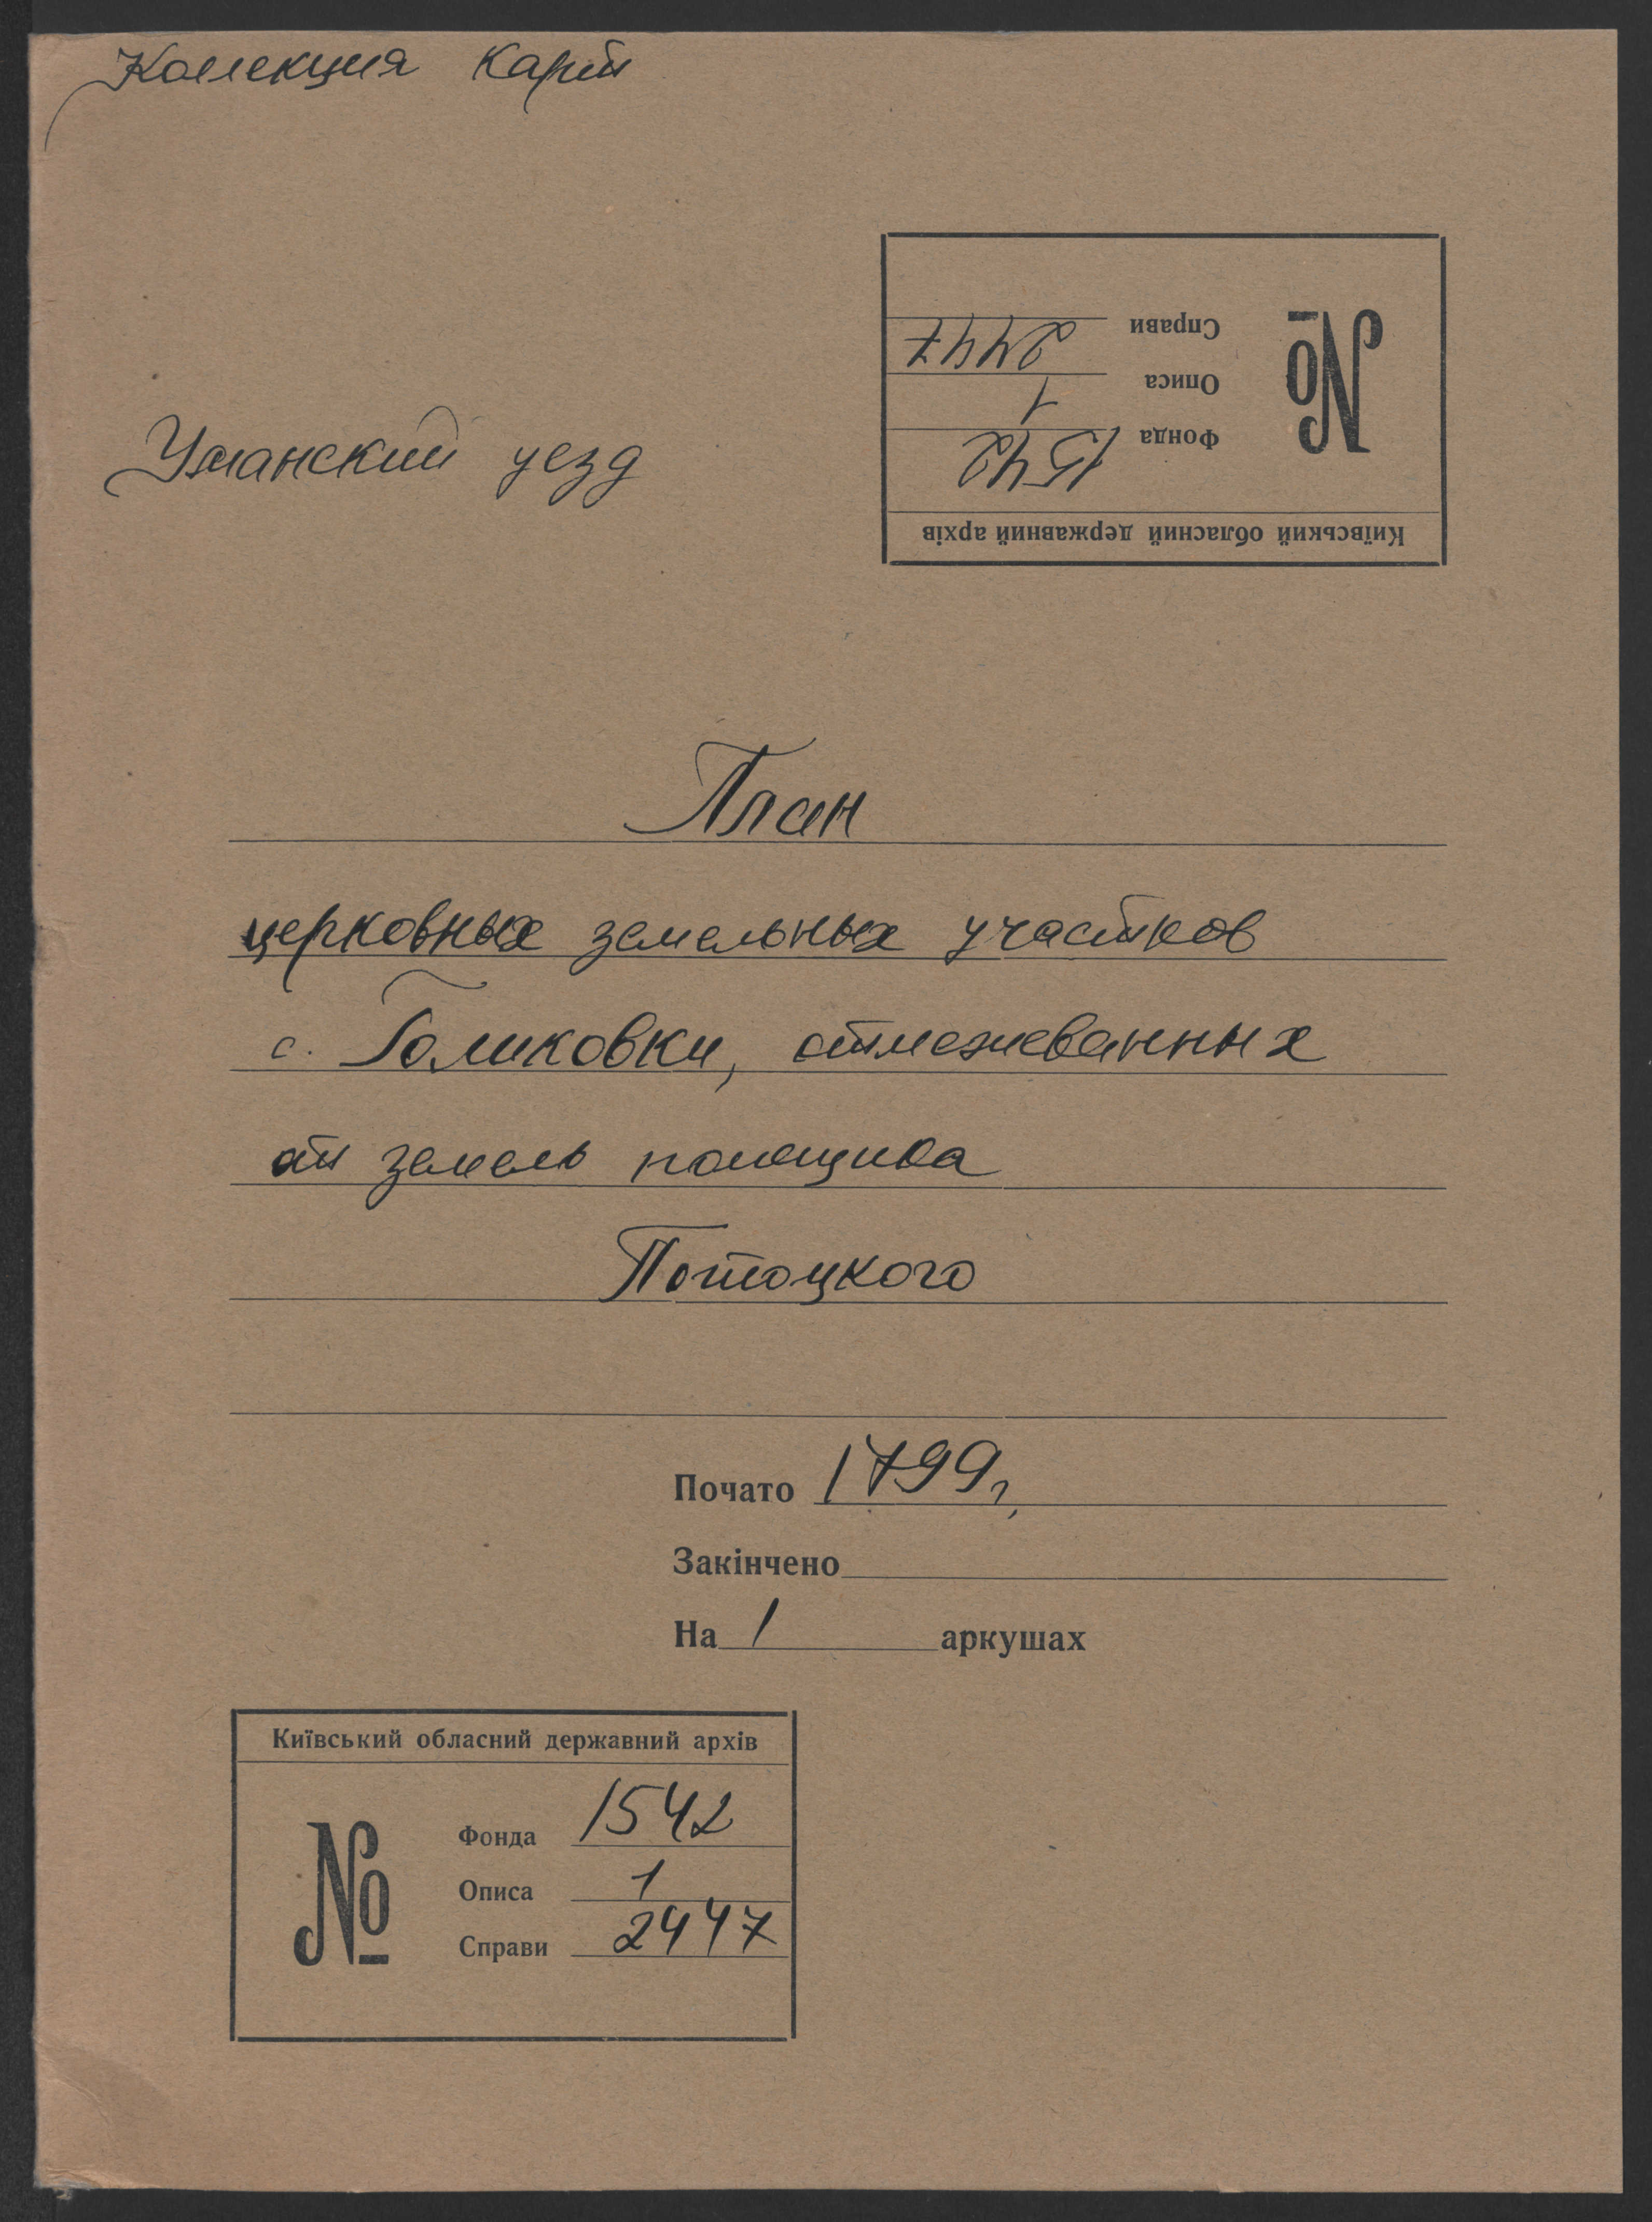 Коллекция карт
Справи 2447
Описа 1
Фонда 1542
№
Київський обласний державний архів
Уманский уезд
План
церковных земельных участков
с. Голиковки, отмежеванных
от земель помещика
Потоцкого
Почато 1799г.
Закінчено
На 1 аркушах
Київський обласний державний архів
№
Фонда 1542
Описа 1
Справи 2447